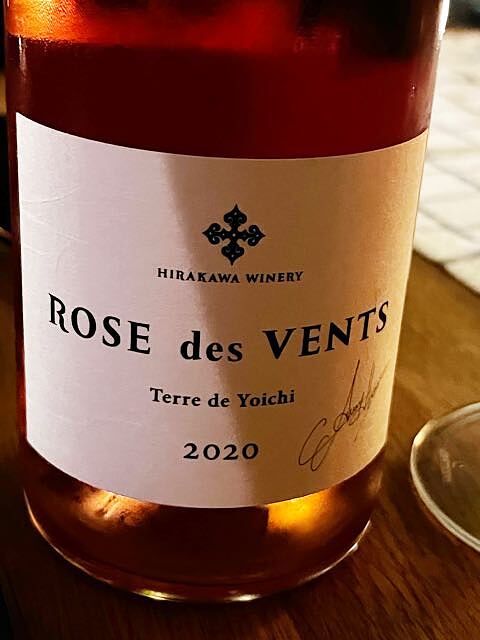 HIRAKAWA WINERY
ROSE des VENTS
Terre de Yoichi
2020